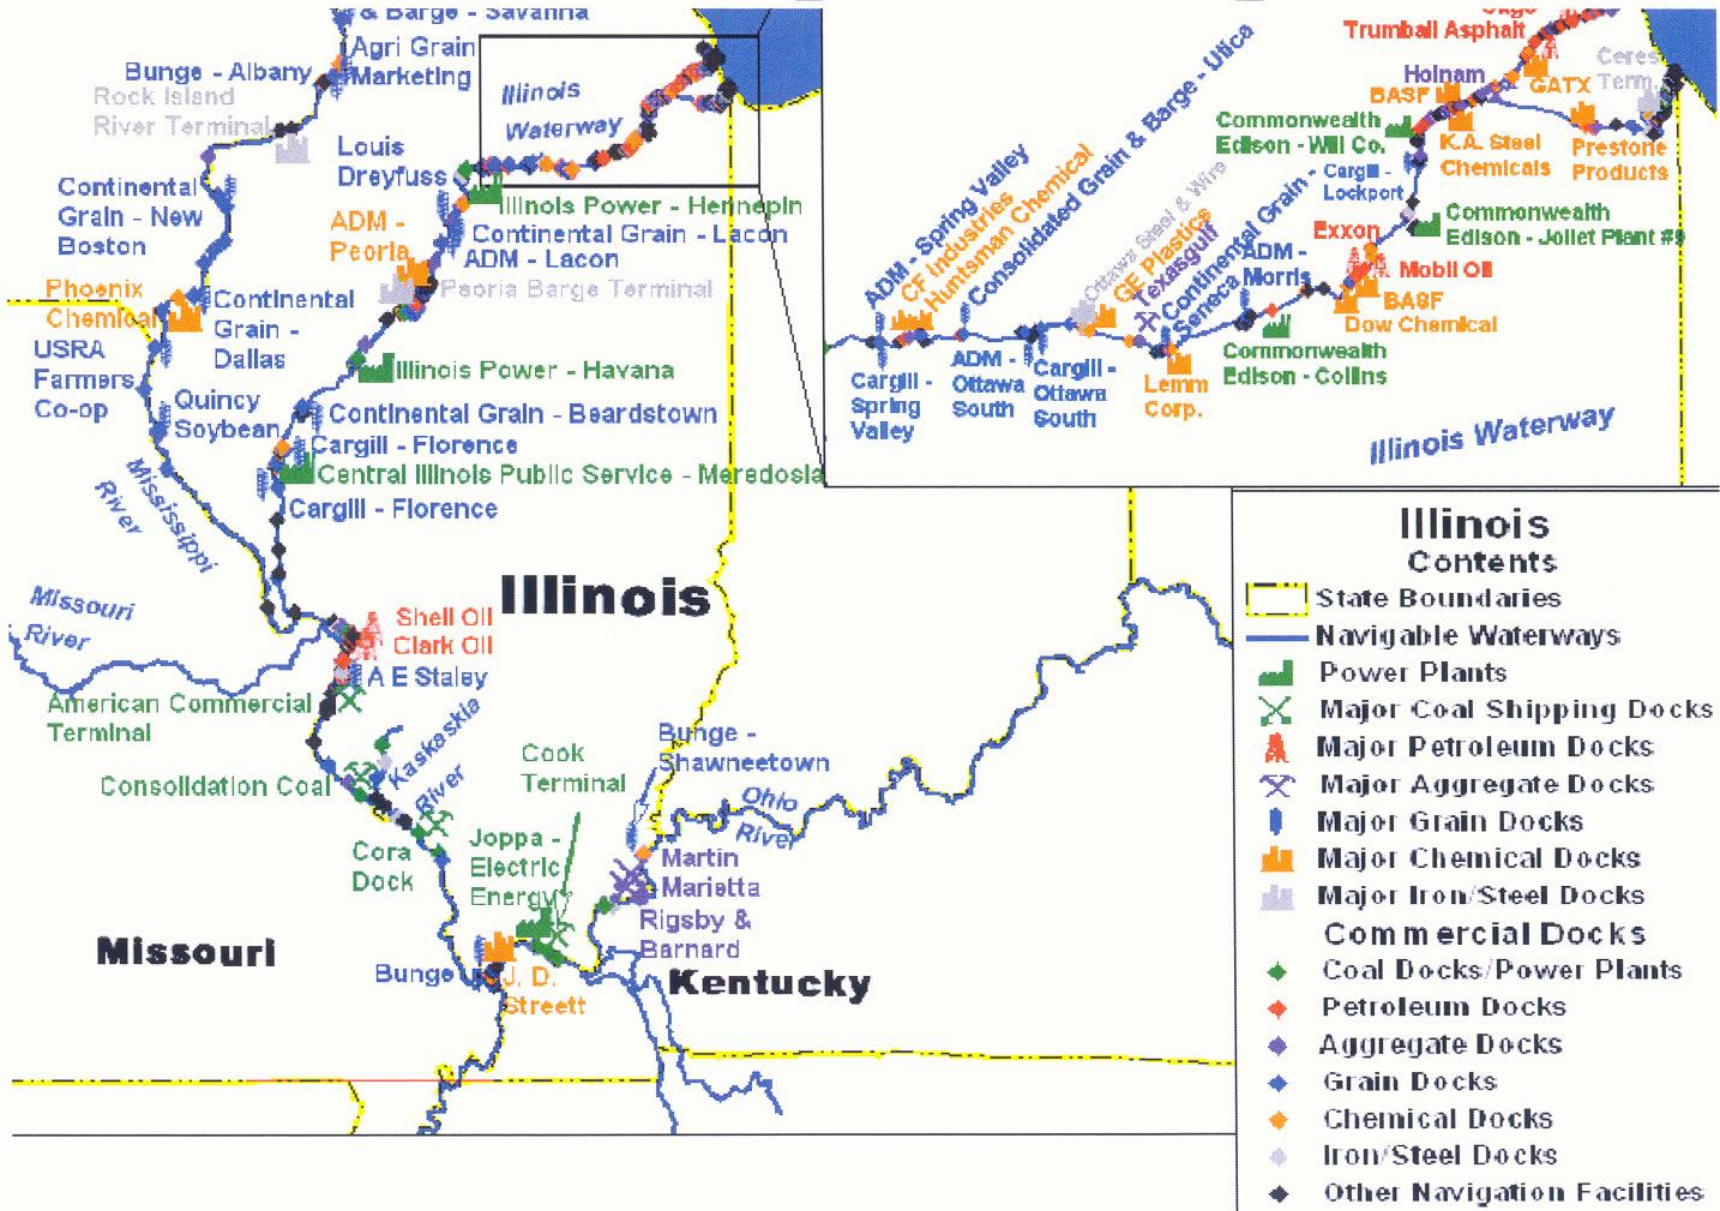 & Barge - Savanna
Agri Grain
Marketing
Bunge - Albany
Rock Island
River Terminal
Louis
Dreyfuss
Illinois
Waterway
Continental
Grain - New
Boston
ADM -
Peoria
Illinois Power - Hennepin
Continental Grain - Lacon
ADM - Lacon
Peoria Barge Terminal
Phoenix
Chemical
Continental
Grain -
Dallas
USRA
Farmers
Co-op
Quincy
Soybean
Illinois Power - Havana
Continental Grain - Beardstown
Cargill - Florence
Central Illinois Public Service - Meredosia
Cargill - Florence
Mississippi
River
Illinois
Missouri
River
Shell Oil
Clark Oil
A E Staley
American Commercial
Terminal
Kaskaskia
River
Consolidation Coal
Cora
Dock
Cook
Terminal
Joppa -
Electric
Energy
Bunge -
Shawneetown
Ohio
River
Martin
Marietta
Rigsby &
Barnard
Missouri
Bunge
J. D.
Streett
Kentucky
Trumball Asphalt
Holnam
BASF
GATX
Ceres
Term.
Commonwealth
Edison - Will Co.
K.A. Steel
Chemicals
Prestone
Products
Cargill -
Lockport
Commonwealth
Edison - Joliet Plant #9
Exxon
Mobil Oil
BASF
Dow Chemical
ADM - Spring Valley
CF Industries
Huntsman Chemical
Consolidated Grain & Barge - Utica
Ottawa Steel & Wire
GE Plastics
Texasgulf
Continental Grain -
Seneca
ADM -
Morris
Cargill -
Spring
Valley
ADM -
Ottawa
South
Cargill -
Ottawa
South
Lemm
Corp.
Commonwealth
Edison - Collins
Illinois Waterway
Illinois
Contents
State Boundaries
Navigable Waterways
Power Plants
Major Coal Shipping Docks
Major Petroleum Docks
Major Aggregate Docks
Major Grain Docks
Major Chemical Docks
Major Iron/Steel Docks
Commercial Docks
Coal Docks/Power Plants
Petroleum Docks
Aggregate Docks
Grain Docks
Chemical Docks
Iron/Steel Docks
Other Navigation Facilities